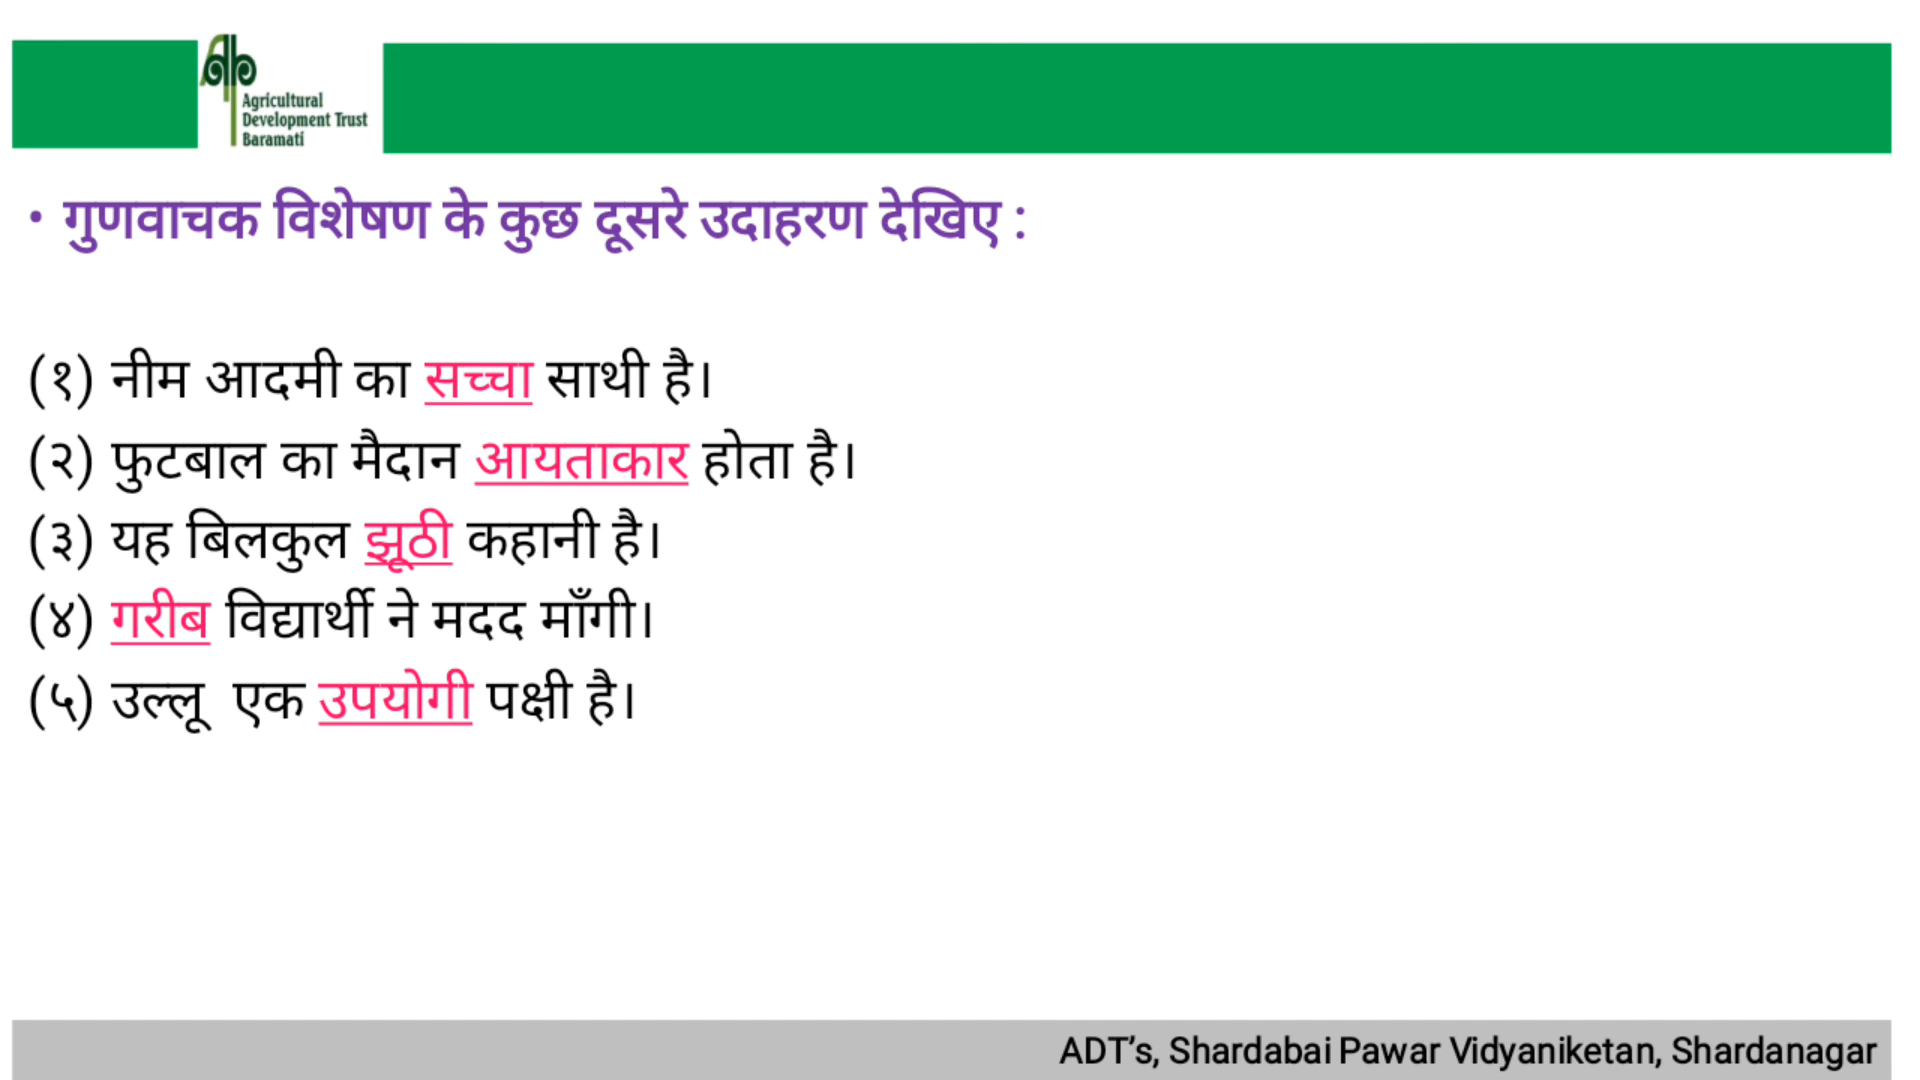 Agricultural
Development Trust
Baramati
• गुणवाचक विशेषण के कुछ दूसरे उदाहरण देखिए :
(१) नीम आदमी का सच्चा साथी है।
(२) फुटबाल का मैदान आयताकार होता है।
(३) यह बिलकुल झूठी कहानी है।
(४) गरीब विद्यार्थी ने मदद माँगी।
(५) उल्लू  एक उपयोगी पक्षी है।
ADT’s, Shardabai Pawar Vidyaniketan, Shardanagar